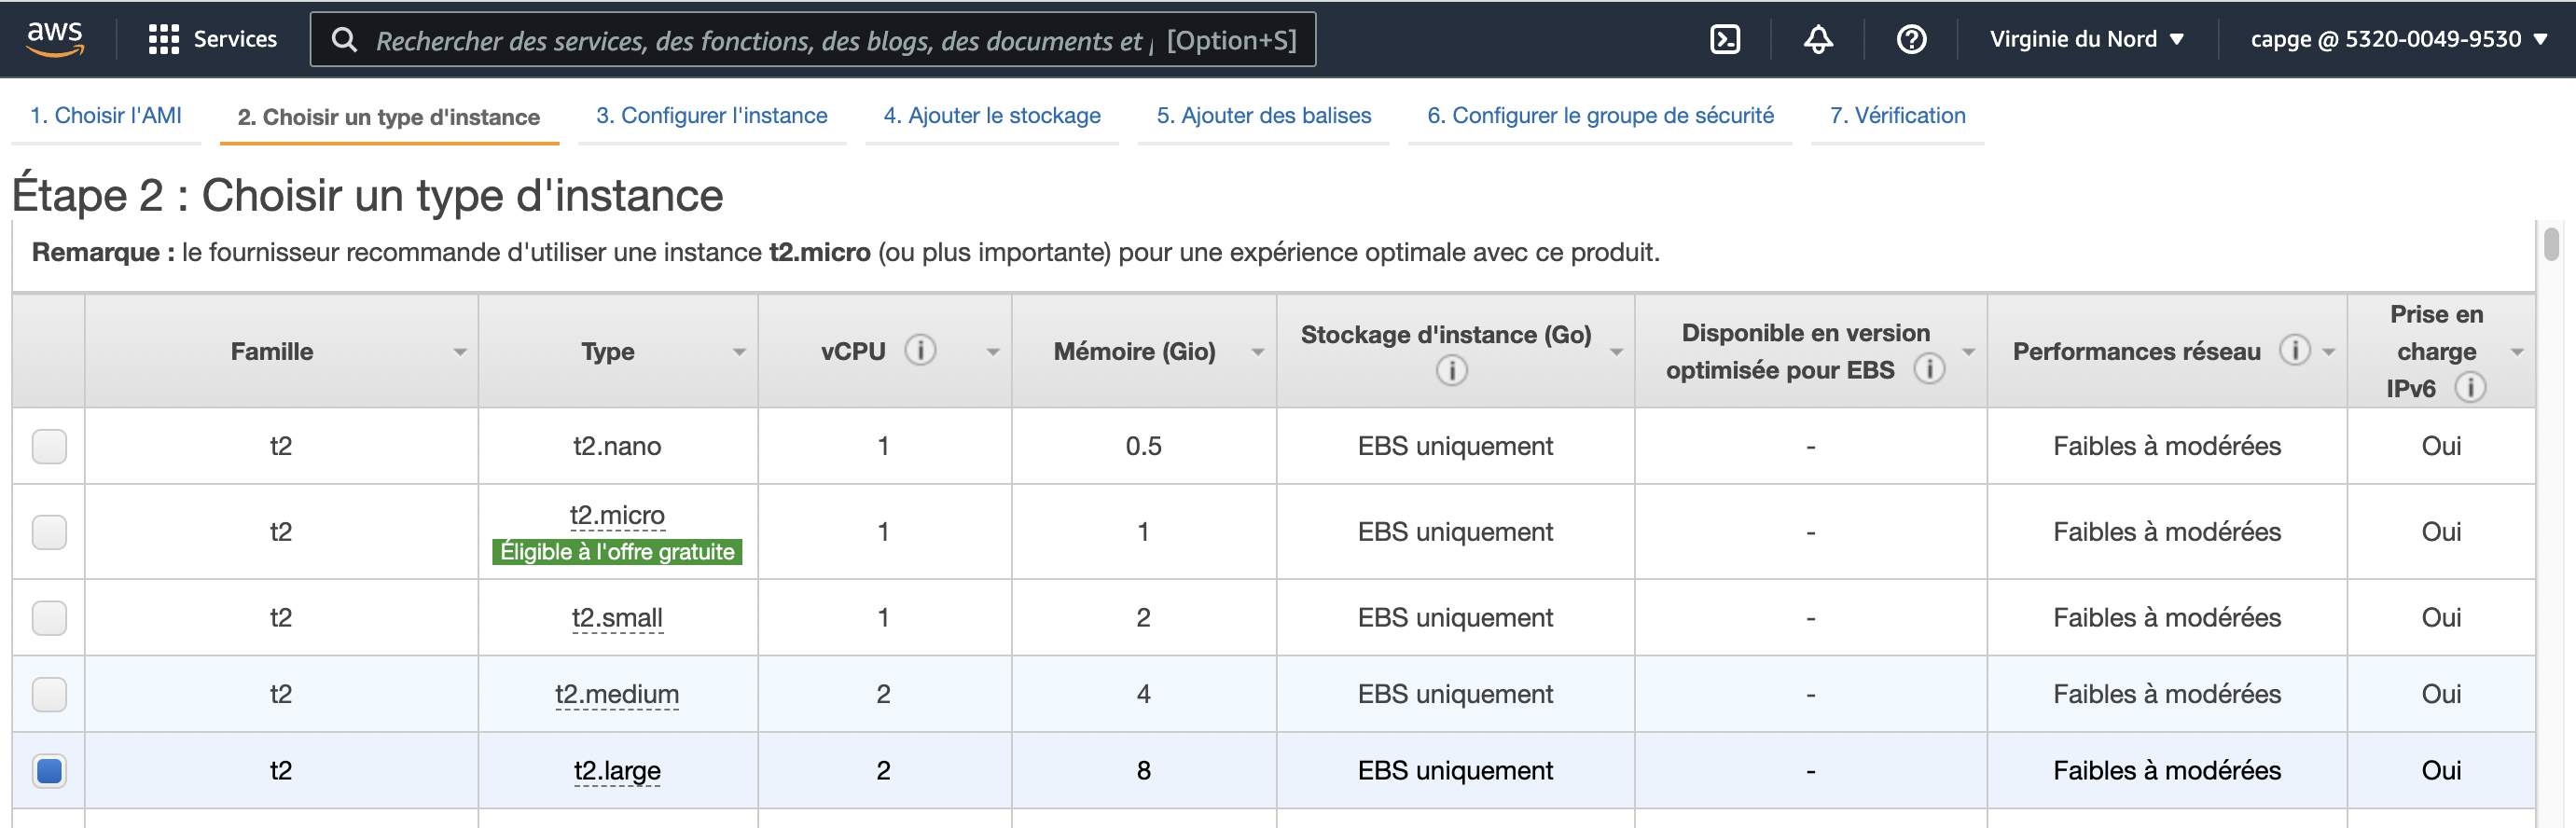 aws
Services
Rechercher des services, des fonctions, des blogs, des documents et
[Option+S]
Virginie du Nord
capge @ 5320-0049-9530
1. Choisir l'AMI
2. Choisir un type d'instance
3. Configurer l'instance
4. Ajouter le stockage
5. Ajouter des balises
6. Configurer le groupe de sécurité
7. Vérification
Étape 2 : Choisir un type d'instance
Remarque : le fournisseur recommande d'utiliser une instance t2.micro (ou plus importante) pour une expérience optimale avec ce produit.
Famille
Type
vCPU
Mémoire (Gio)
Stockage d'instance (Go)
Disponible en version
optimisée pour EBS
Performances réseau
Prise en
charge
IPv6
t2 t2.nano 1 0.5 EBS uniquement - Faibles à modérées Oui
t2 t2.micro 1 1 EBS uniquement - Faibles à modérées Oui
Éligible à l'offre gratuite
t2 t2.small 1 2 EBS uniquement - Faibles à modérées Oui
t2 t2.medium 2 4 EBS uniquement - Faibles à modérées Oui
t2 t2.large 2 8 EBS uniquement - Faibles à modérées Oui